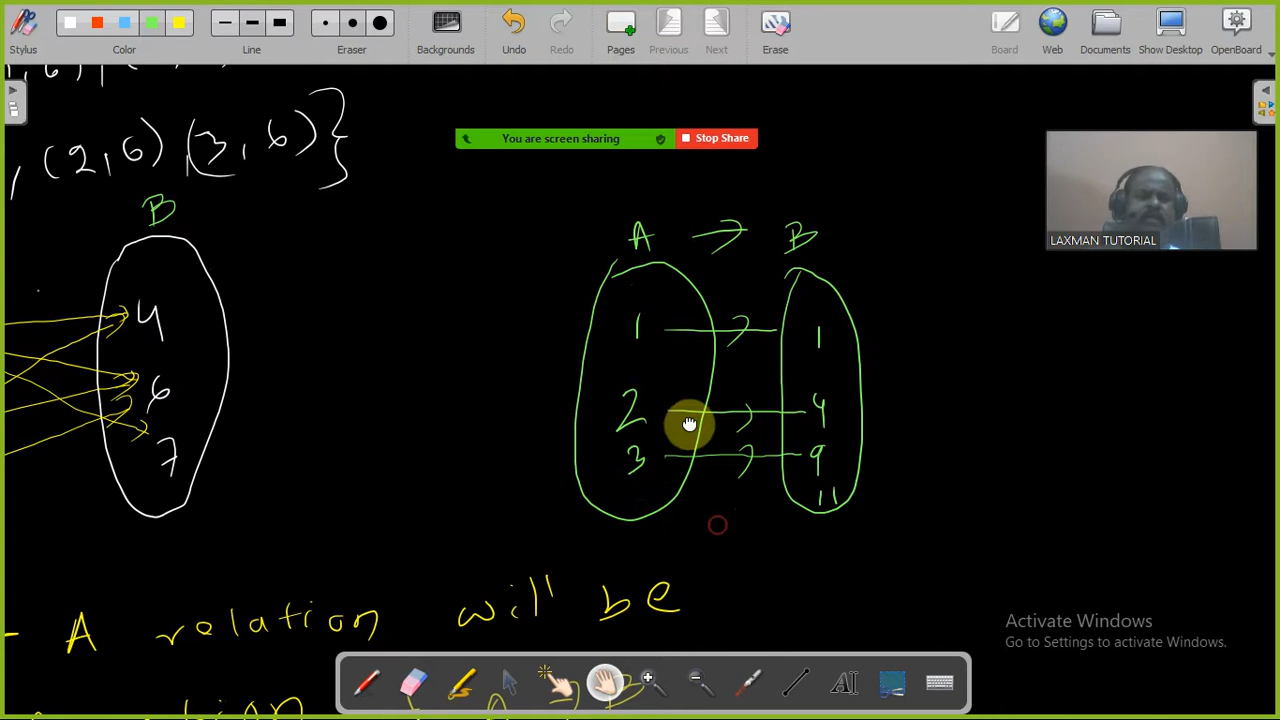 Stylus Color Line Eraser Backgrounds Undo Redo Pages Previous Next Erase Board Web Documents Show Desktop OpenBoard
You are screen sharing Stop Share
, (2,6) , (3, 6)}
LAXMAN TUTORIAL
B
A → B
4
6
7
1 1
2 4
3 9
11
- A relation will be
Activate Windows
Go to Settings to activate Windows.